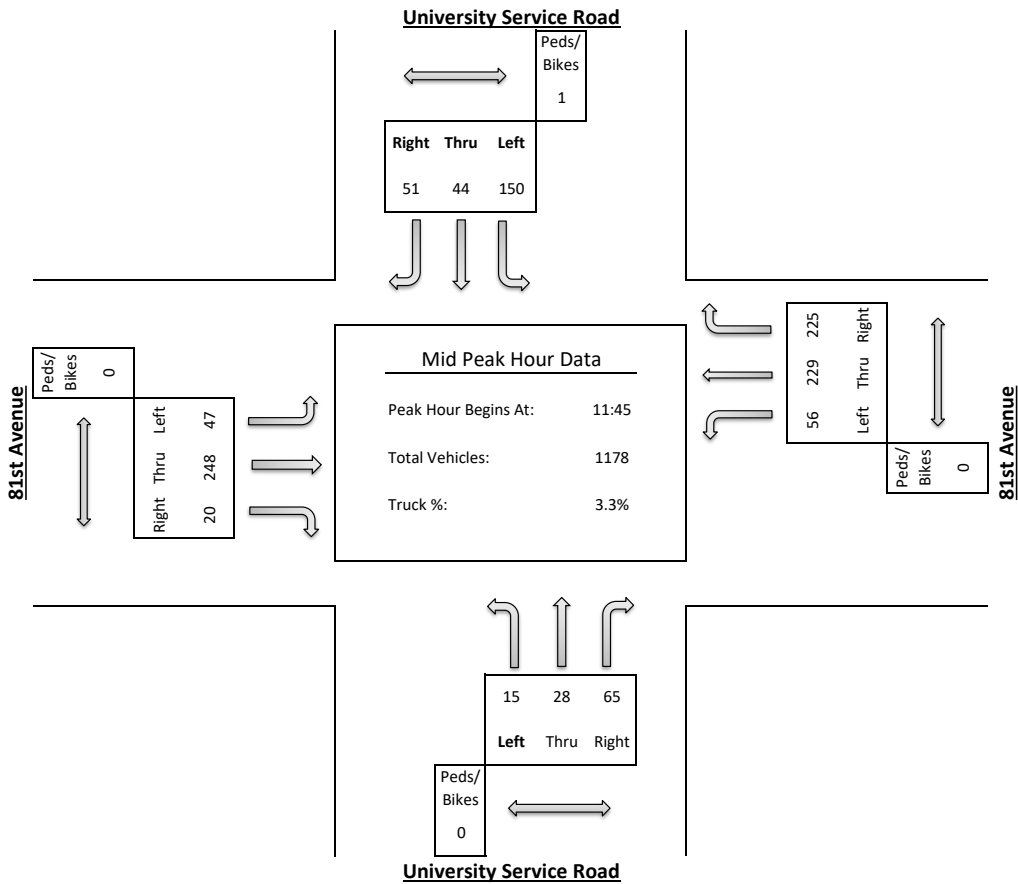 University Service Road
Peds/
Bikes
1
Right Thru Left
51 44 150
81st Avenue
Peds/
Bikes
0
Left 47
Thru 248
Right 20
Mid Peak Hour Data
Peak Hour Begins At: 11:45
Total Vehicles: 1178
Truck %: 3.3%
225 Right
229 Thru
56 Left
Peds/
Bikes
0
81st Avenue
15 28 65
Left Thru Right
Peds/
Bikes
0
University Service Road